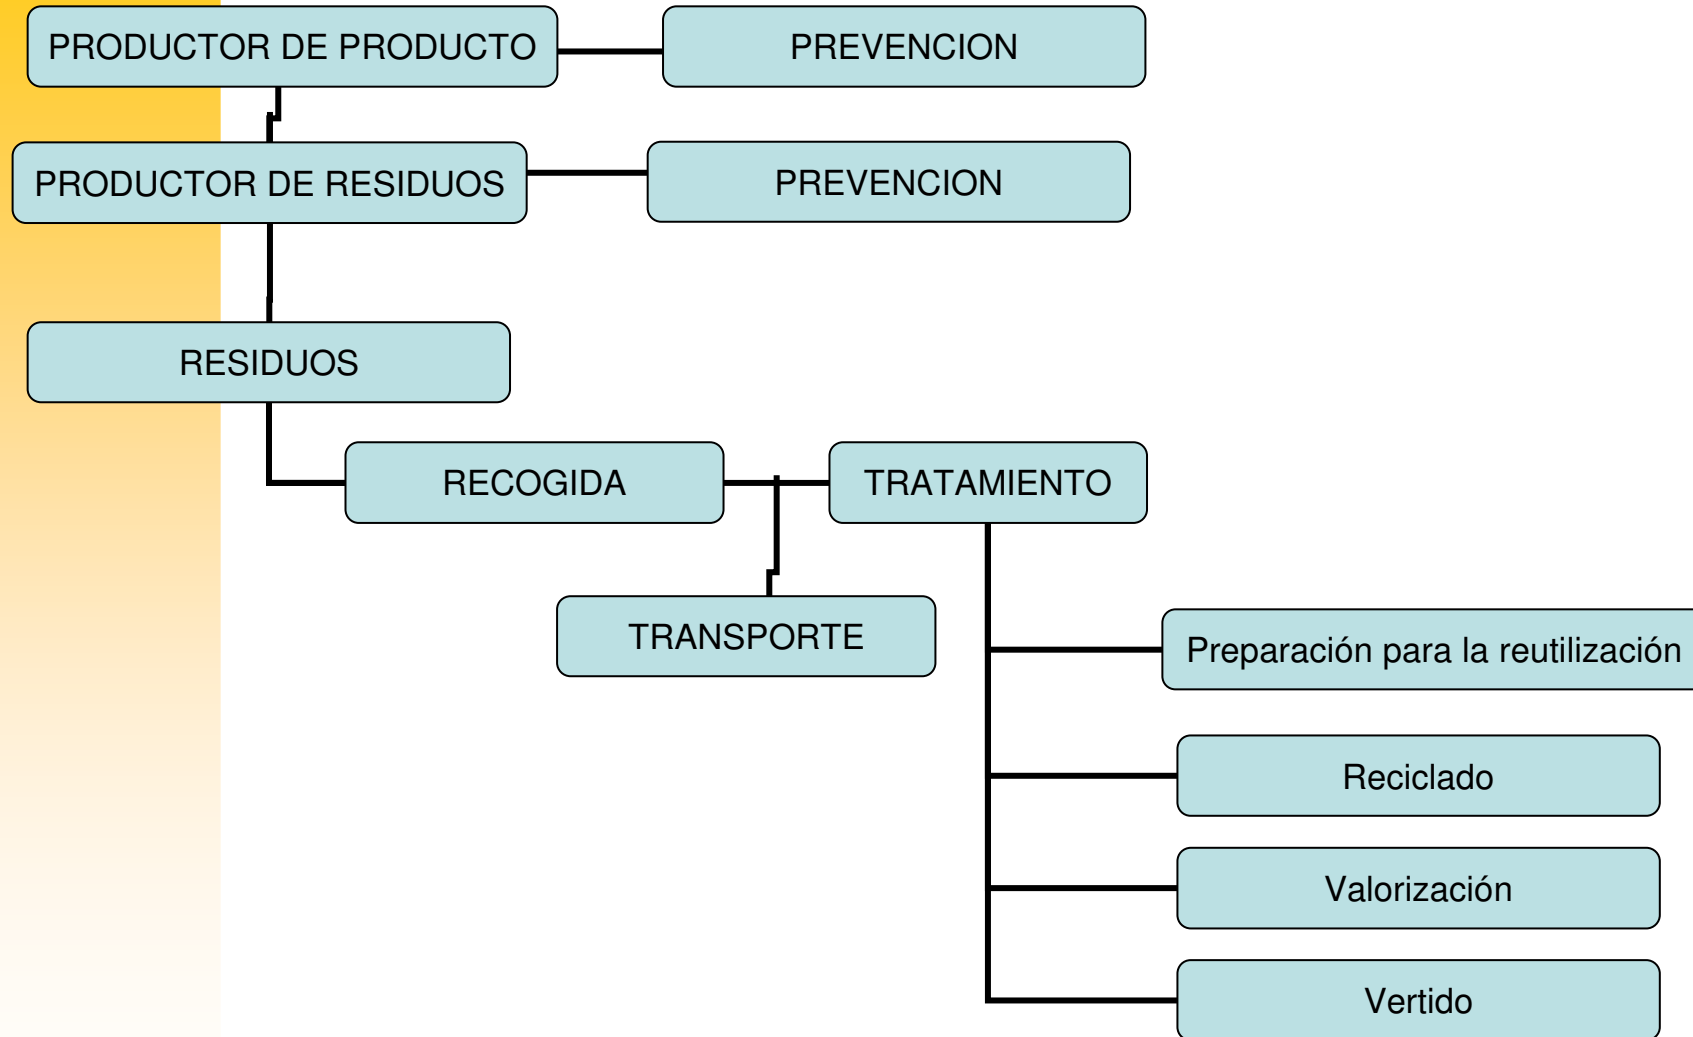 PRODUCTOR DE PRODUCTO
PREVENCION
PRODUCTOR DE RESIDUOS
PREVENCION
RESIDUOS
RECOGIDA
TRATAMIENTO
TRANSPORTE
Preparación para la reutilización
Reciclado
Valorización
Vertido